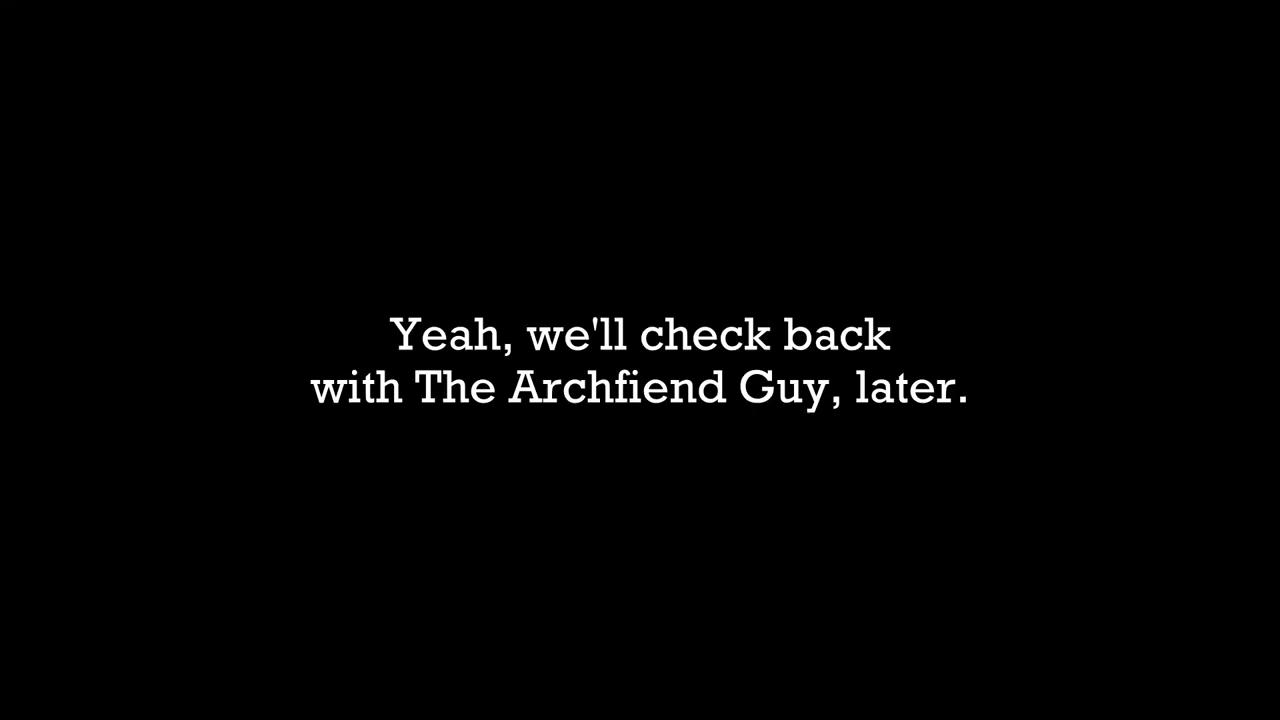 Yeah, we'll check back
with The Archfiend Guy, later.